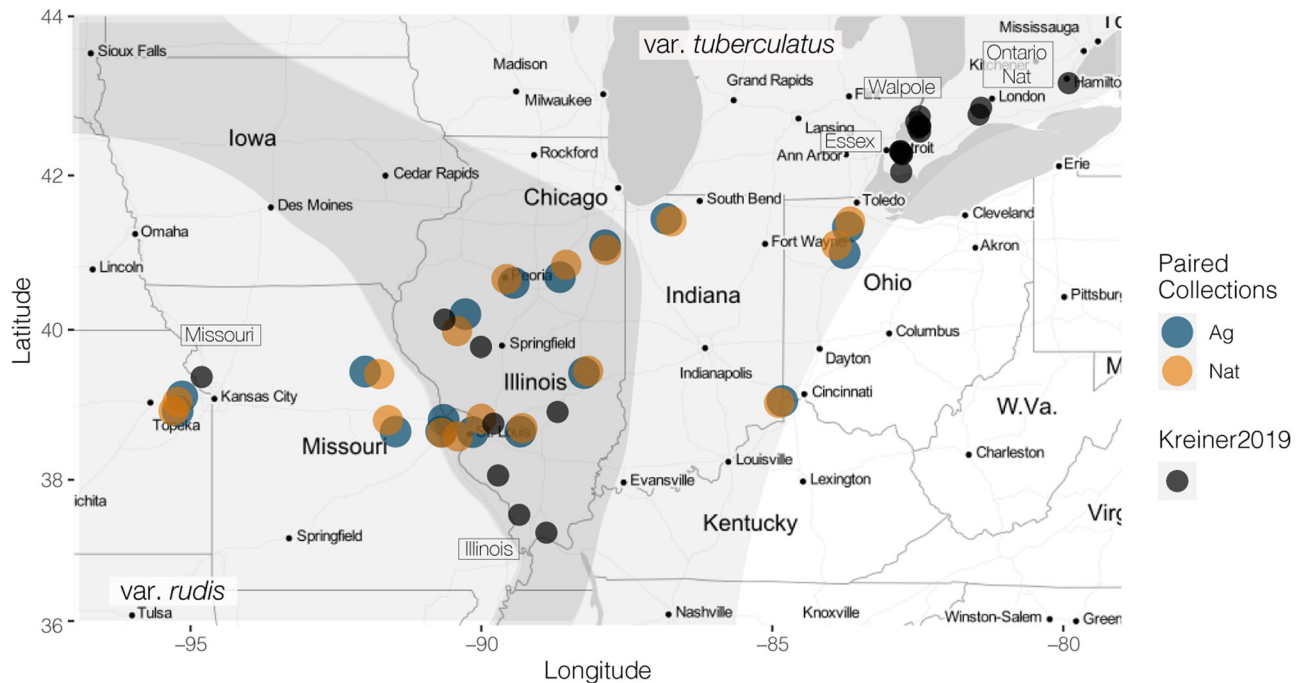 44
42
40
38
36
Latitude
−95
−90
−85
−80
Longitude
var. tuberculatus
var. rudis
Mississauga
Sioux Falls
Madison
Milwaukee
Grand Rapids
Ontario
Nat
Hamilto
Walpole
London
Lansing
Essex
Iowa
Rockford
Ann Arbor
Erie
Cedar Rapids
Chicago
South Bend
Toledo
Des Moines
Cleveland
Omaha
Fort Wayne
Akron
Lincoln
Peoria
Indiana
Ohio
Pittsburg
Missouri
Springfield
Columbus
Indianapolis
Dayton
Illinois
Kansas City
Cincinnati
W.Va.
Topeka
St. Louis
Missouri
Charleston
Louisville
Evansville
Lexington
ichita
Kentucky
Virg
Springfield
Illinois
Tulsa
Nashville
Knoxville
Winston-Salem
Green
Paired
Collections
Ag
Nat
Kreiner2019